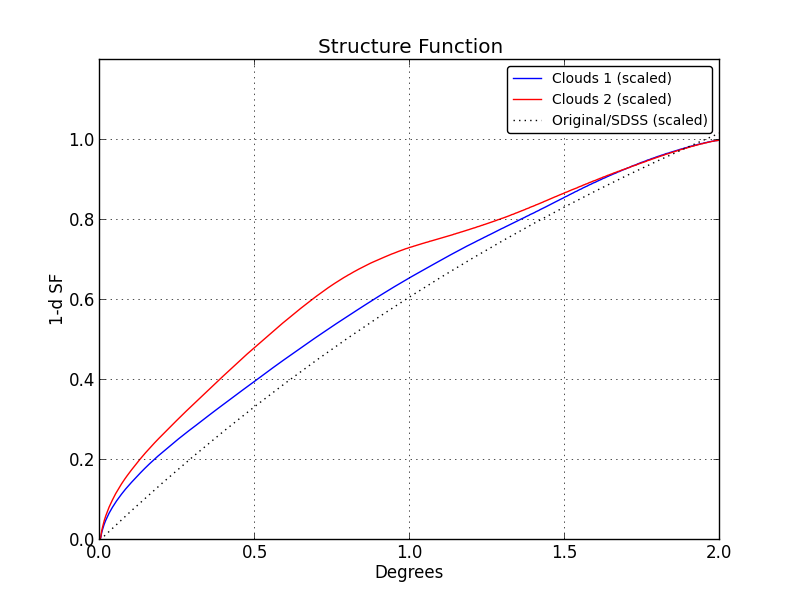 Structure Function
Clouds 1 (scaled)
Clouds 2 (scaled)
Original/SDSS (scaled)
1-d SF
1.0
0.8
0.6
0.4
0.2
0.0
0.0 0.5 1.0 1.5 2.0
Degrees